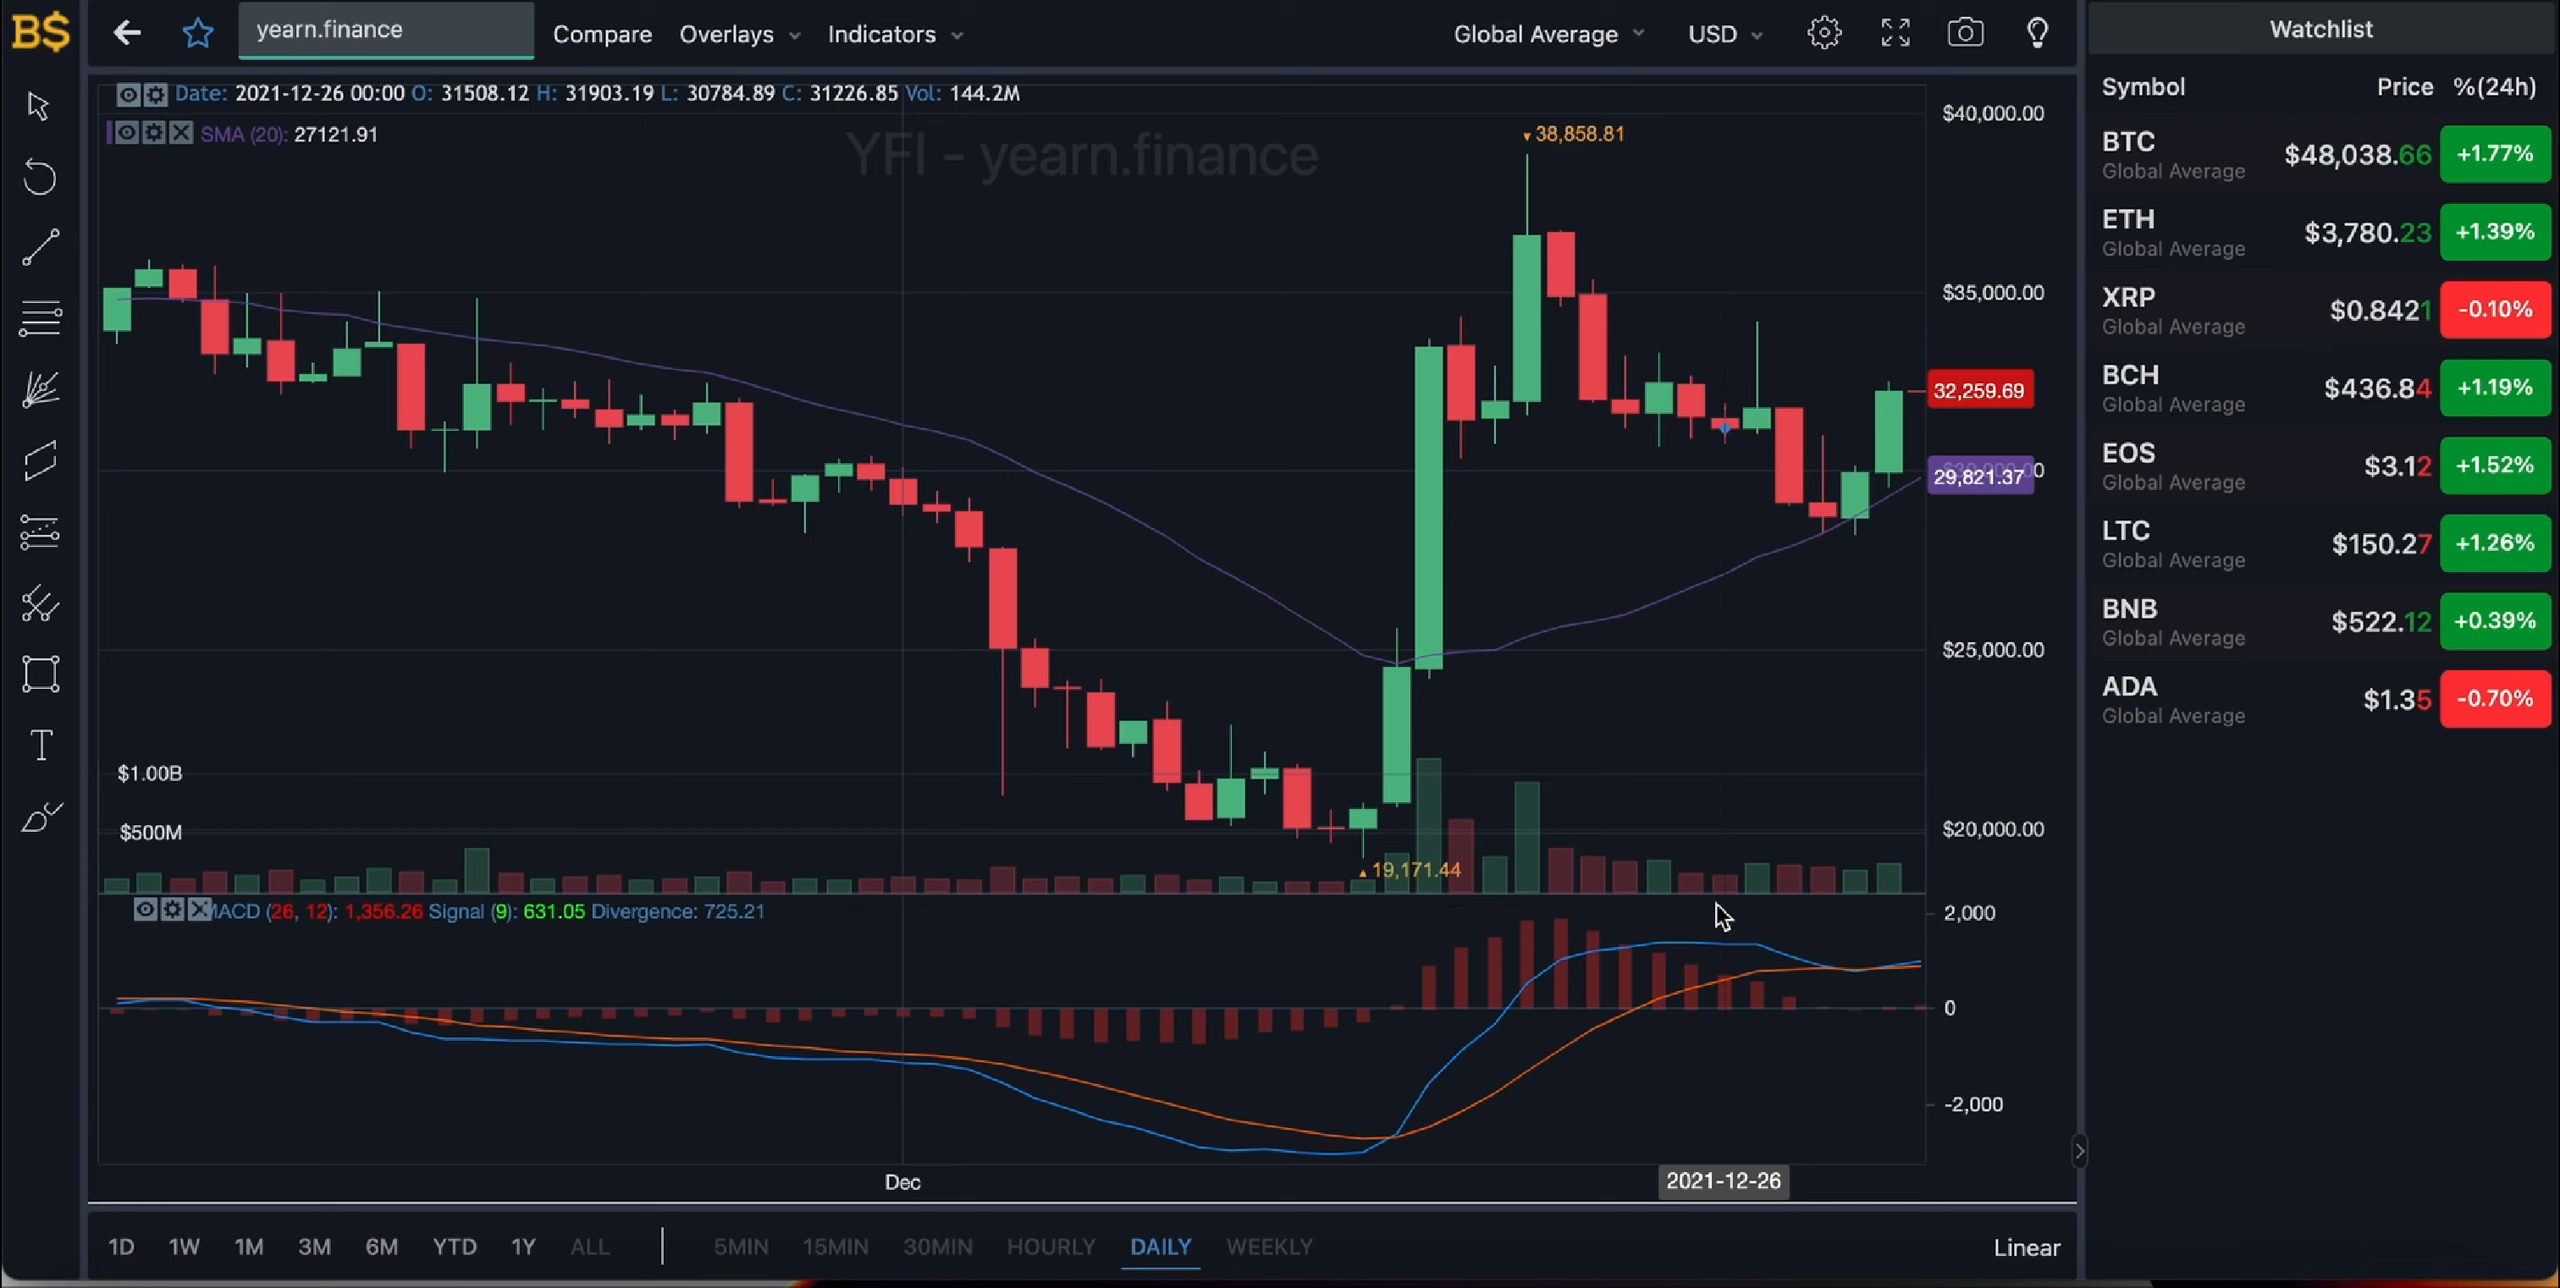 B$
yearn.finance
Compare
Overlays
Indicators
Global Average
USD
Watchlist
Date: 2021-12-26 00:00 O: 31508.12 H: 31903.19 L: 30784.89 C: 31226.85 Vol: 144.2M
SMA (20): 27121.91
YFI - yearn.finance
38,858.81
19,171.44
$40,000.00
$35,000.00
32,259.69
29,821.37
$25,000.00
$20,000.00
$1.00B
$500M
MACD (26, 12): 1,356.26 Signal (9): 631.05 Divergence: 725.21
2,000
0
-2,000
Dec
2021-12-26
1D 1W 1M 3M 6M YTD 1Y ALL
5MIN 15MIN 30MIN HOURLY DAILY WEEKLY
Linear
Symbol Price %(24h)
BTC $48,038.66 +1.77%
Global Average
ETH $3,780.23 +1.39%
Global Average
XRP $0.8421 -0.10%
Global Average
BCH $436.84 +1.19%
Global Average
EOS $3.12 +1.52%
Global Average
LTC $150.27 +1.26%
Global Average
BNB $522.12 +0.39%
Global Average
ADA $1.35 -0.70%
Global Average